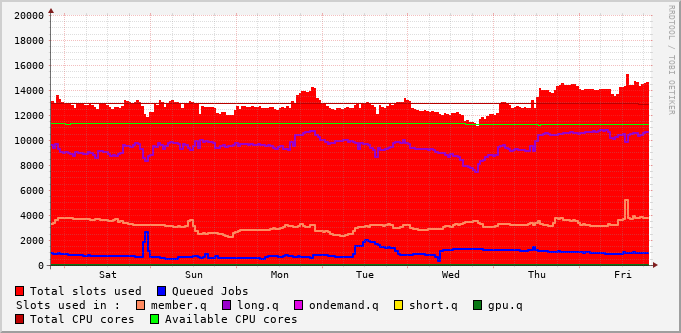 RRDTOOL / TOBI OETIKER
20000
18000
16000
14000
12000
10000
8000
6000
4000
2000
0
Sat Sun Mon Tue Wed Thu Fri
Total slots used Queued Jobs
Slots used in : member.q long.q ondemand.q short.q gpu.q
Total CPU cores Available CPU cores